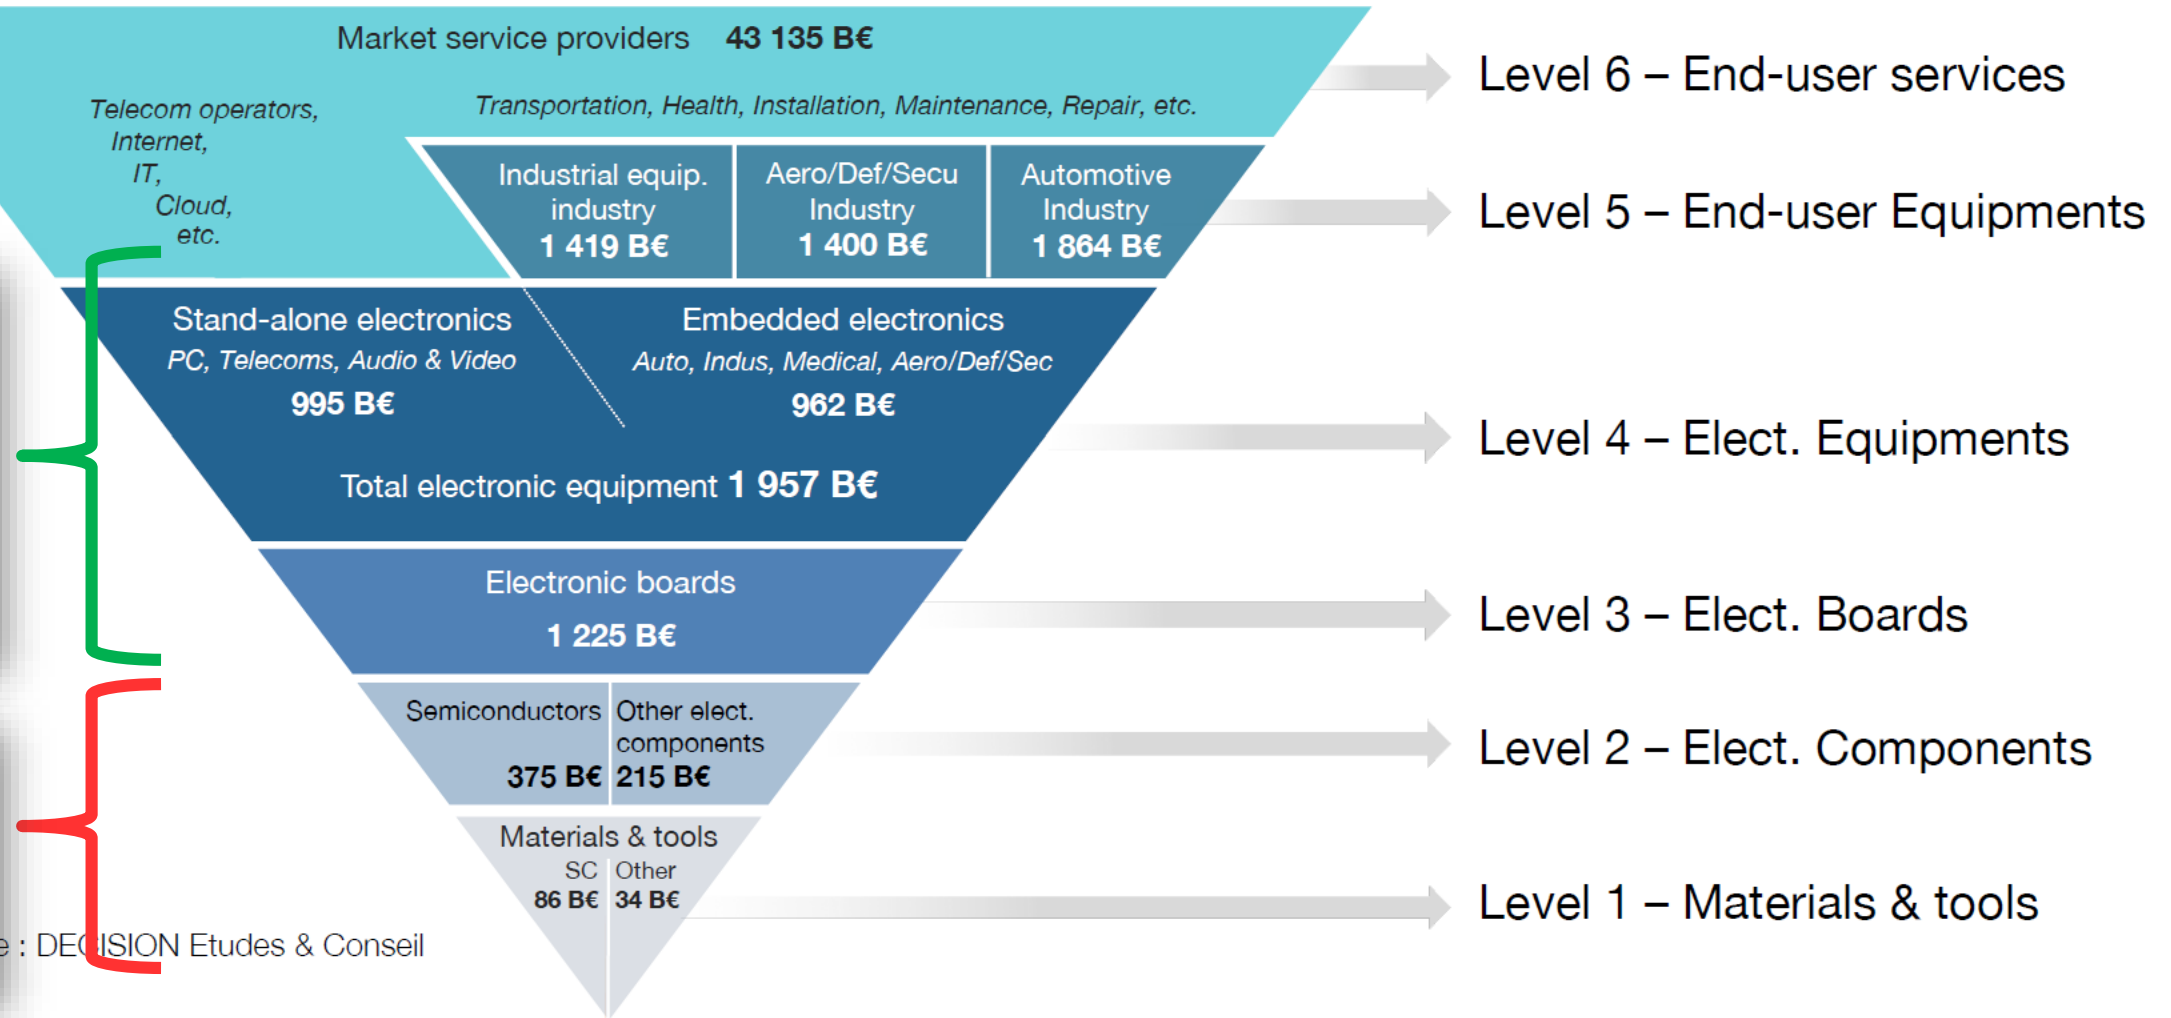 Market service providers 43 135 B€
Telecom operators,
Internet,
IT,
Cloud,
etc.
Transportation, Health, Installation, Maintenance, Repair, etc.
Level 6 – End-user services
Industrial equip.
industry
1 419 B€
Aero/Def/Secu
Industry
1 400 B€
Automotive
Industry
1 864 B€
Level 5 – End-user Equipments
Stand-alone electronics
PC, Telecoms, Audio & Video
995 B€
Embedded electronics
Auto, Indus, Medical, Aero/Def/Sec
962 B€
Total electronic equipment 1 957 B€
Level 4 – Elect. Equipments
Electronic boards
1 225 B€
Level 3 – Elect. Boards
Semiconductors
375 B€
Other elect.
components
215 B€
Level 2 – Elect. Components
Materials & tools
SC
86 B€
Other
34 B€
Level 1 – Materials & tools
: DECISION Etudes & Conseil